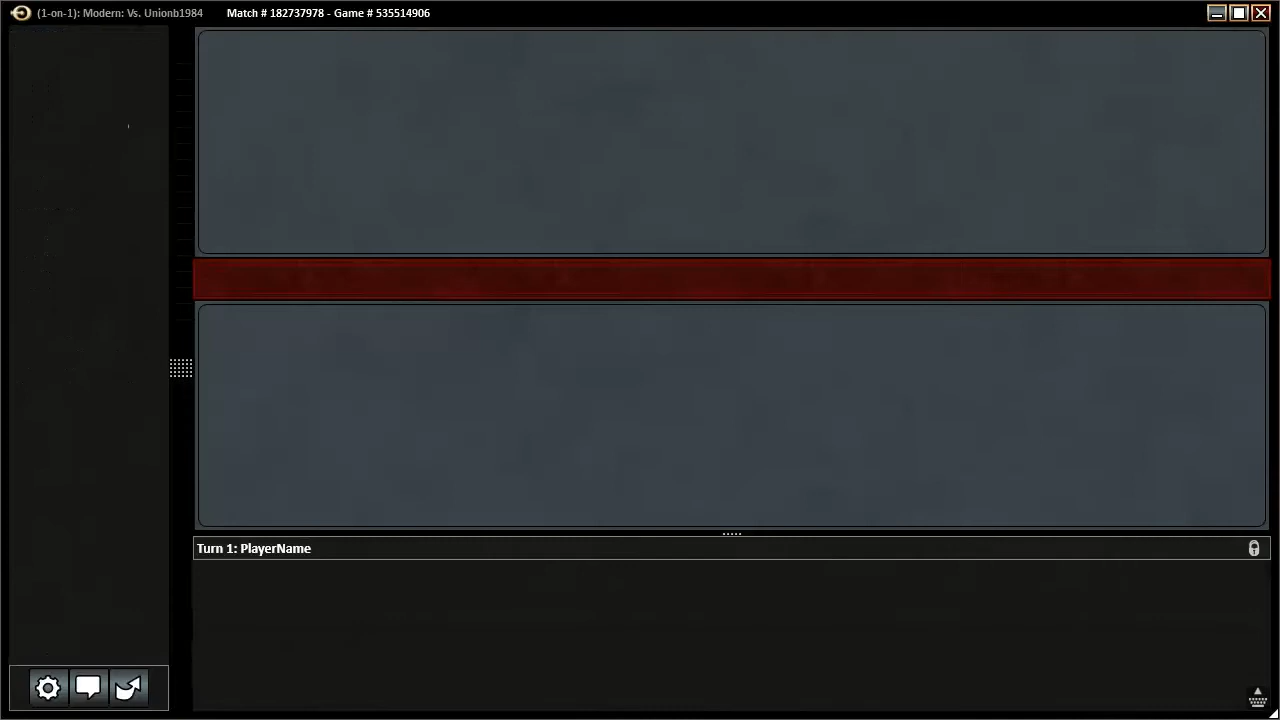 (1-on-1): Modern: Vs. Unionb1984
Match # 182737978 - Game # 535514906
Turn 1: PlayerName